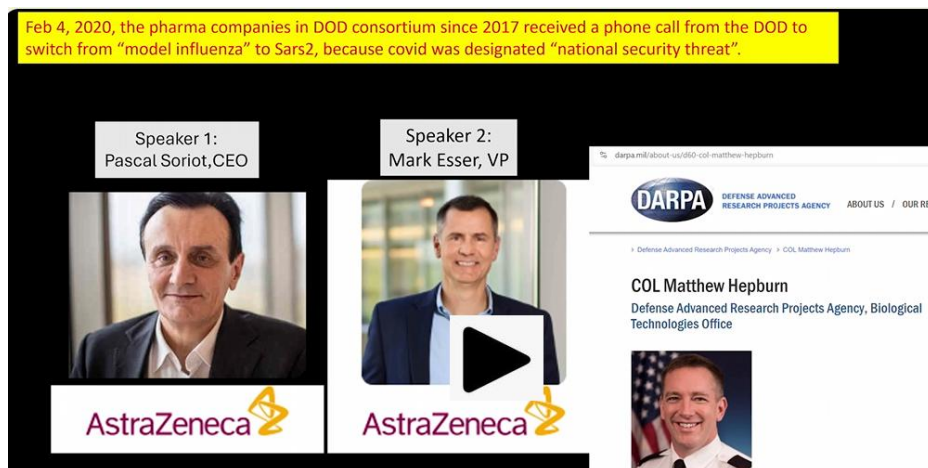 Feb 4, 2020, the pharma companies in DOD consortium since 2017 received a phone call from the DOD to
switch from “model influenza” to Sars2, because covid was designated “national security threat”.
Speaker 1:
Pascal Soriot,CEO
Speaker 2:
Mark Esser, VP
darpa.mil/about-us/d60-col-matthew-hepburn
DARPA
DEFENSE ADVANCED
RESEARCH PROJECTS AGENCY
ABOUT US / OUR RE
Defense Advanced Research Projects Agency > COL Matthew Hepburn
COL Matthew Hepburn
Defense Advanced Research Projects Agency, Biological
Technologies Office
AstraZeneca
AstraZeneca